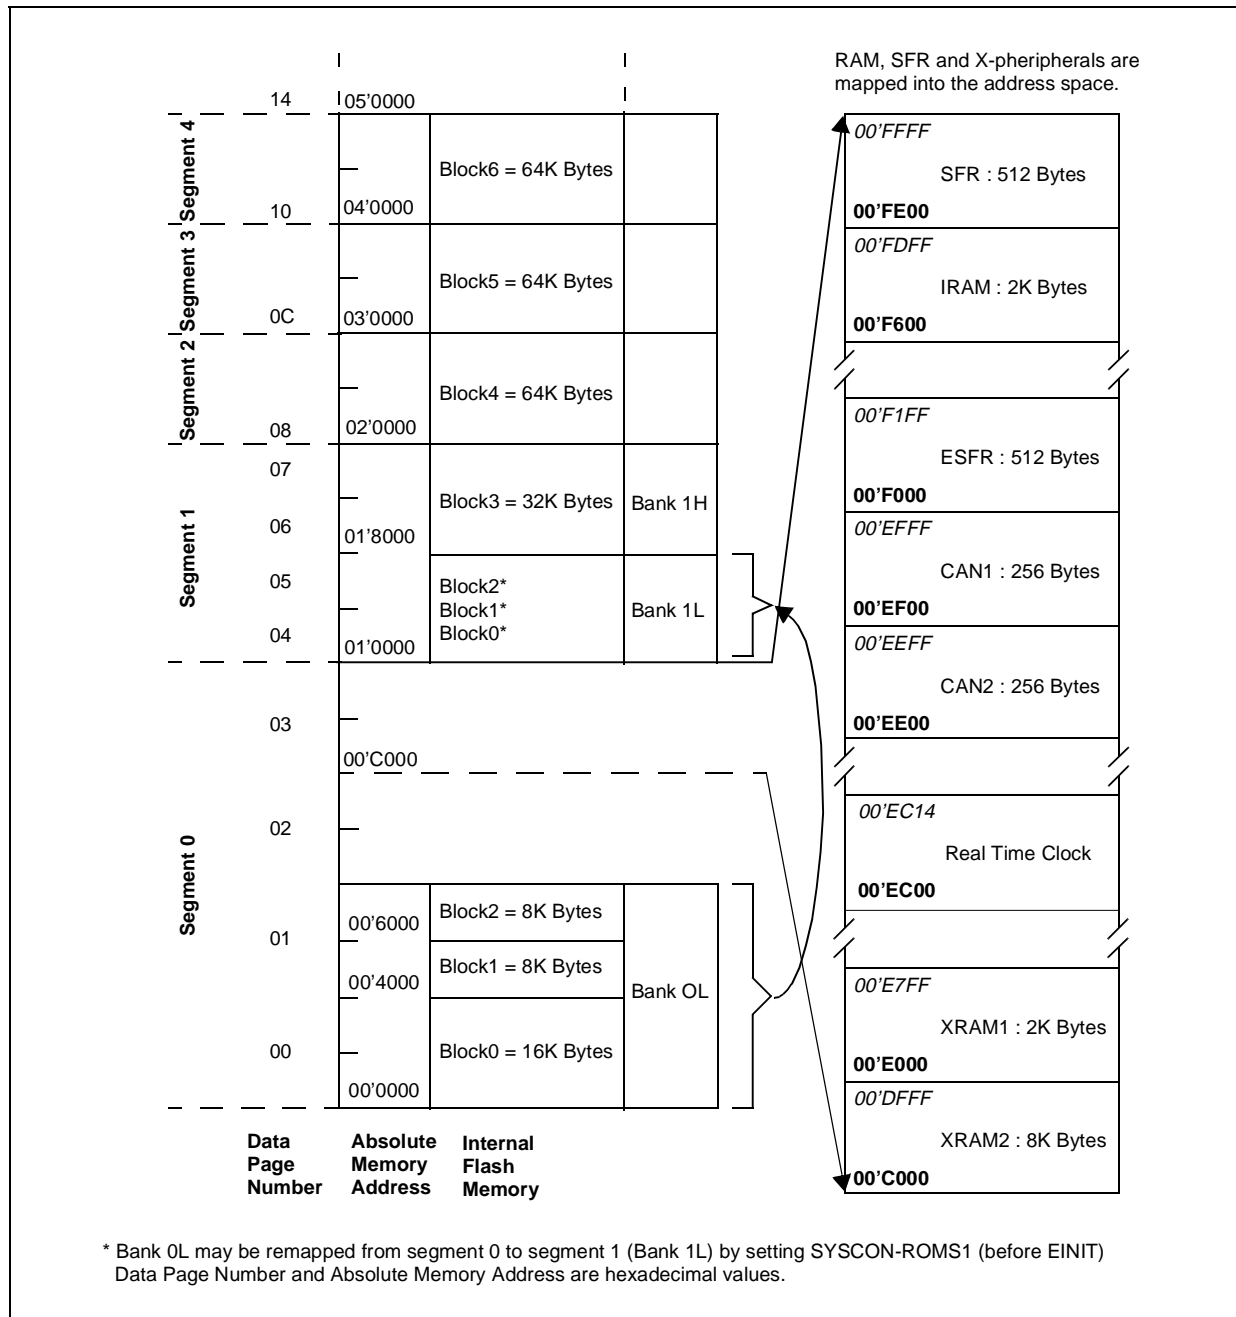 RAM, SFR and X-pheripherals are
mapped into the address space.
14 05'0000
Segment 4
Block6 = 64K Bytes
10 04'0000
Segment 3
Block5 = 64K Bytes
0C 03'0000
Segment 2
Block4 = 64K Bytes
08 02'0000
Segment 1
07
Block3 = 32K Bytes
Bank 1H
06 01'8000
05
Block2*
Block1*
Block0*
Bank 1L
04 01'0000
Segment 0
03
00'C000
02
Block2 = 8K Bytes
00'6000
01
Block1 = 8K Bytes
00'4000
Bank OL
00
Block0 = 16K Bytes
00'0000
Data
Page
Number
Absolute
Memory
Address
Internal
Flash
Memory
00'FFFF
SFR : 512 Bytes
00'FE00
00'FDFF
IRAM : 2K Bytes
00'F600
00'F1FF
ESFR : 512 Bytes
00'F000
00'EFFF
CAN1 : 256 Bytes
00'EF00
00'EEFF
CAN2 : 256 Bytes
00'EE00
00'EC14
Real Time Clock
00'EC00
00'E7FF
XRAM1 : 2K Bytes
00'E000
00'DFFF
XRAM2 : 8K Bytes
00'C000
* Bank 0L may be remapped from segment 0 to segment 1 (Bank 1L) by setting SYSCON-ROMS1 (before EINIT)
Data Page Number and Absolute Memory Address are hexadecimal values.